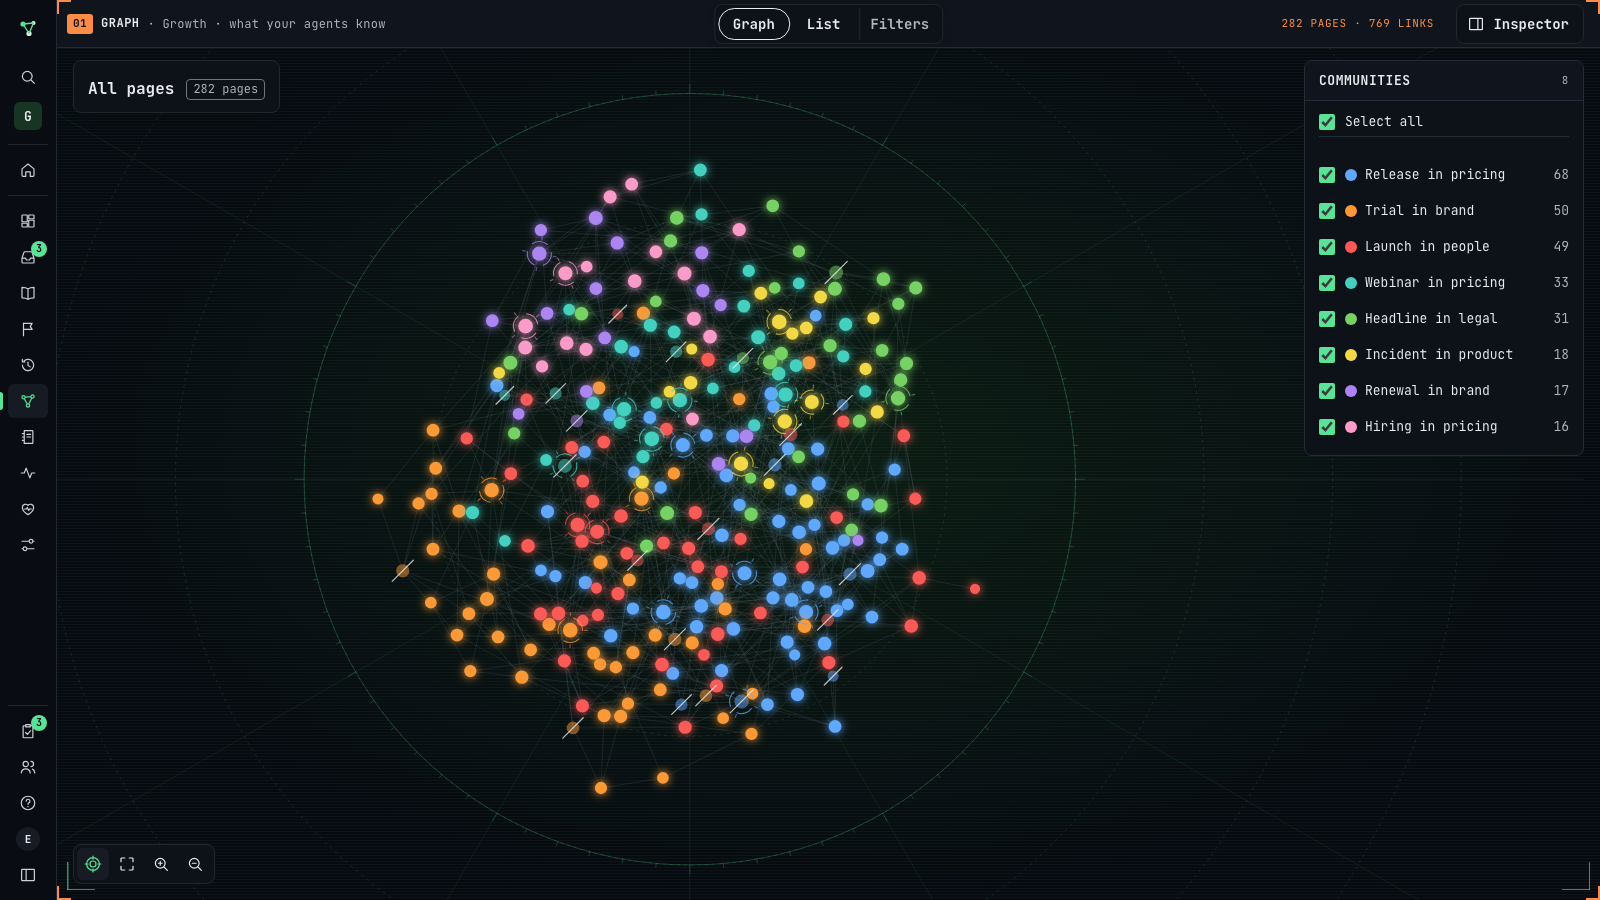 01 GRAPH · Growth · what your agents know
Graph List Filters
282 PAGES · 769 LINKS
Inspector
G
3
3
E
All pages 282 pages
COMMUNITIES 8
Select all
Release in pricing 68
Trial in brand 50
Launch in people 49
Webinar in pricing 33
Headline in legal 31
Incident in product 18
Renewal in brand 17
Hiring in pricing 16